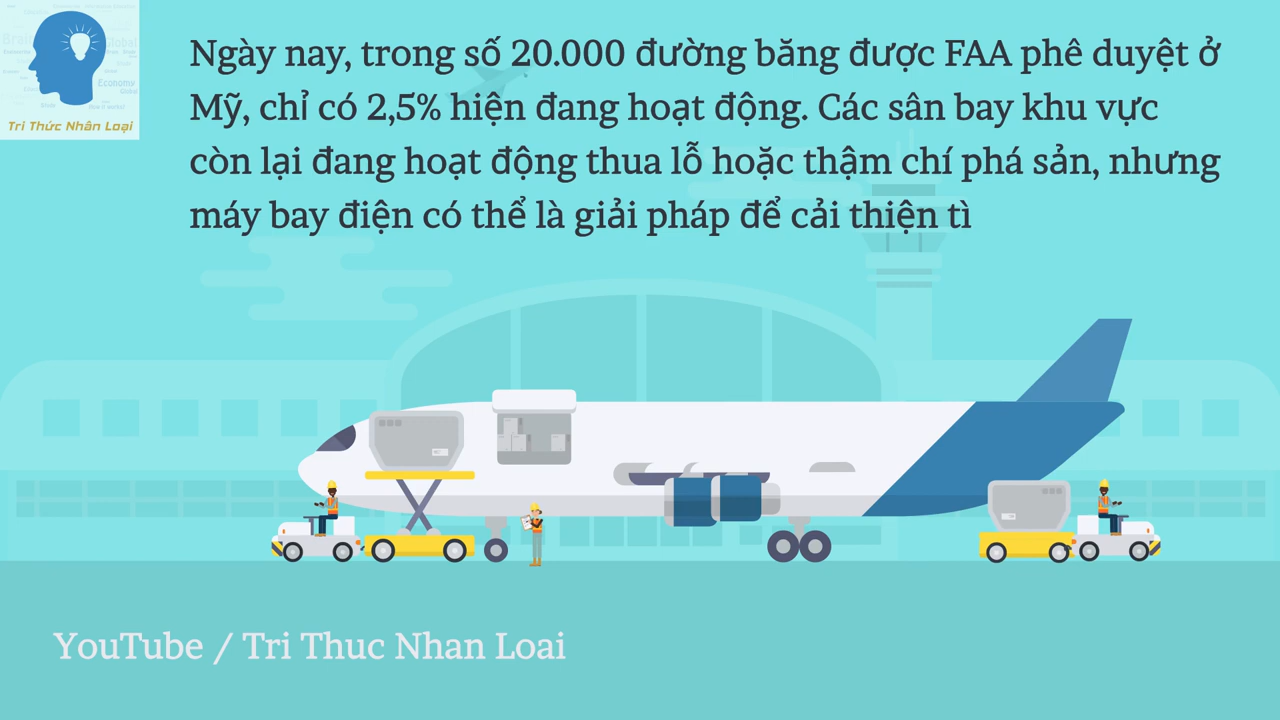 Ngày nay, trong số 20.000 đường băng được FAA phê duyệt ở
Mỹ, chỉ có 2,5% hiện đang hoạt động. Các sân bay khu vực
còn lại đang hoạt động thua lỗ hoặc thậm chí phá sản, nhưng
máy bay điện có thể là giải pháp để cải thiện tì
Tri Thức Nhân Loại
YouTube / Tri Thuc Nhan Loai